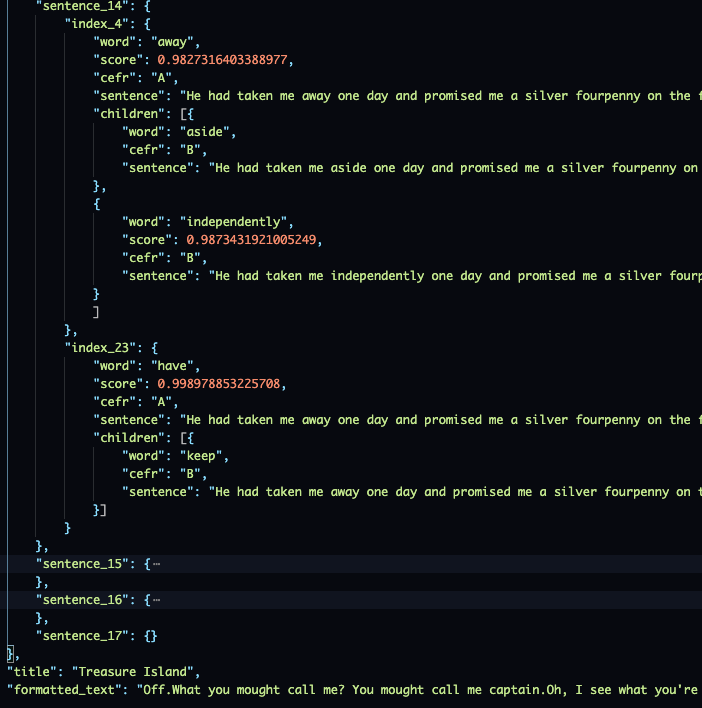 "sentence_14": {
"index_4": {
"word": "away",
"score": 0.9827316403388977,
"cefr": "A",
"sentence": "He had taken me away one day and promised me a silver fourpenny on the f
"children": [{
"word": "aside",
"cefr": "B",
"sentence": "He had taken me aside one day and promised me a silver fourpenny on
},
{
"word": "independently",
"score": 0.9873431921005249,
"cefr": "B",
"sentence": "He had taken me independently one day and promised me a silver fourp
}
]
},
"index_23": {
"word": "have",
"score": 0.998978853225708,
"cefr": "A",
"sentence": "He had taken me away one day and promised me a silver fourpenny on the f
"children": [{
"word": "keep",
"cefr": "B",
"sentence": "He had taken me away one day and promised me a silver fourpenny on t
}]
}
},
"sentence_15": {⋯
},
"sentence_16": {⋯
},
"sentence_17": {}
},
"title": "Treasure Island",
"formatted_text": "Off.What you mought call me? You mought call me captain.Oh, I see what you're